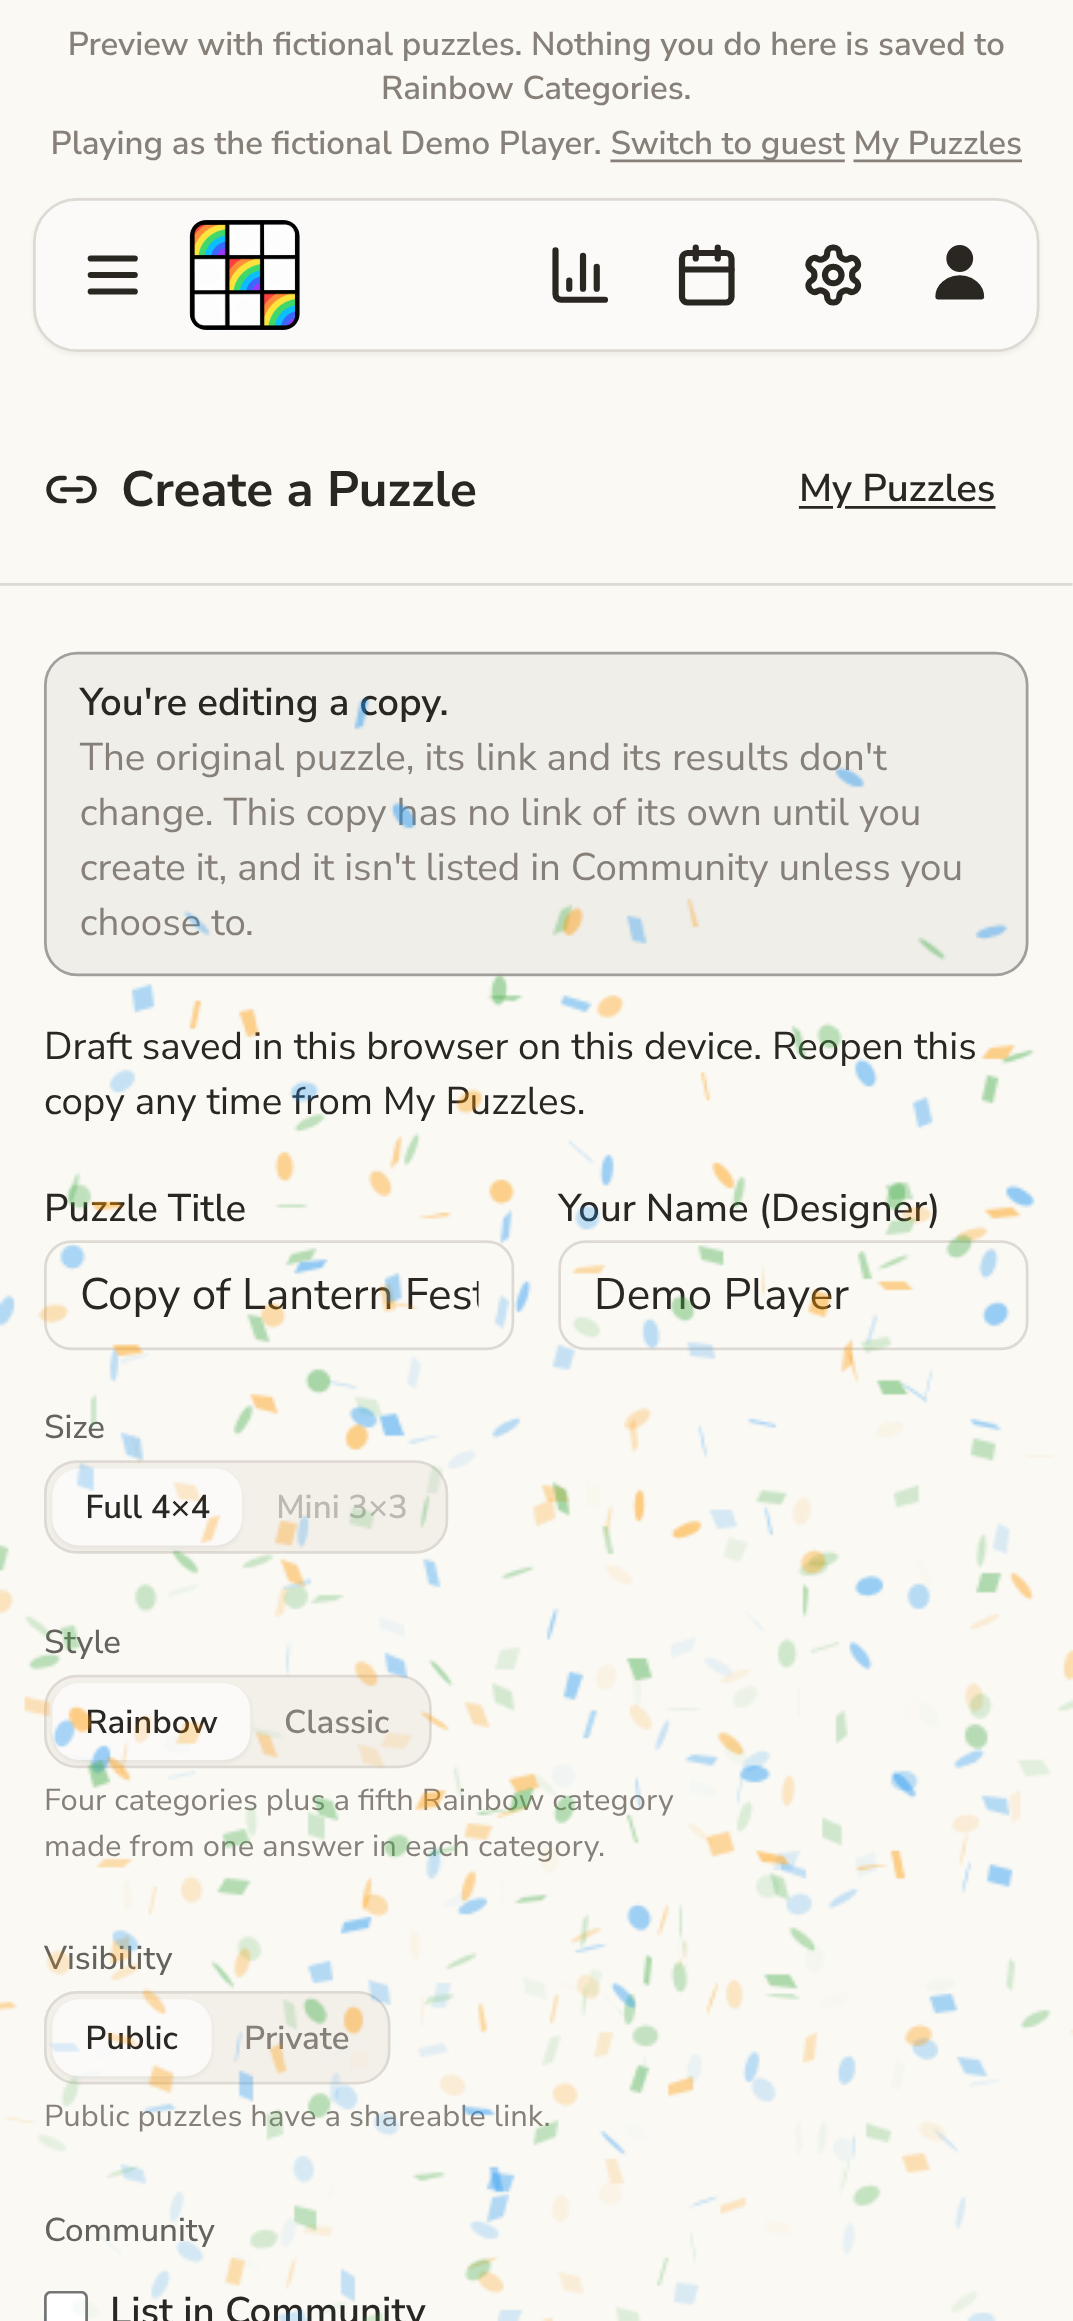 Preview with fictional puzzles. Nothing you do here is saved to
Rainbow Categories.
Playing as the fictional Demo Player. Switch to guest My Puzzles
Create a Puzzle
My Puzzles
You're editing a copy.
The original puzzle, its link and its results don't
change. This copy has no link of its own until you
create it, and it isn't listed in Community unless you
choose to.
Draft saved in this browser on this device. Reopen this
copy any time from My Puzzles.
Puzzle Title
Your Name (Designer)
Copy of Lantern Fest
Demo Player
Size
Full 4×4
Mini 3×3
Style
Rainbow
Classic
Four categories plus a fifth Rainbow category
made from one answer in each category.
Visibility
Public
Private
Public puzzles have a shareable link.
Community
List in Community